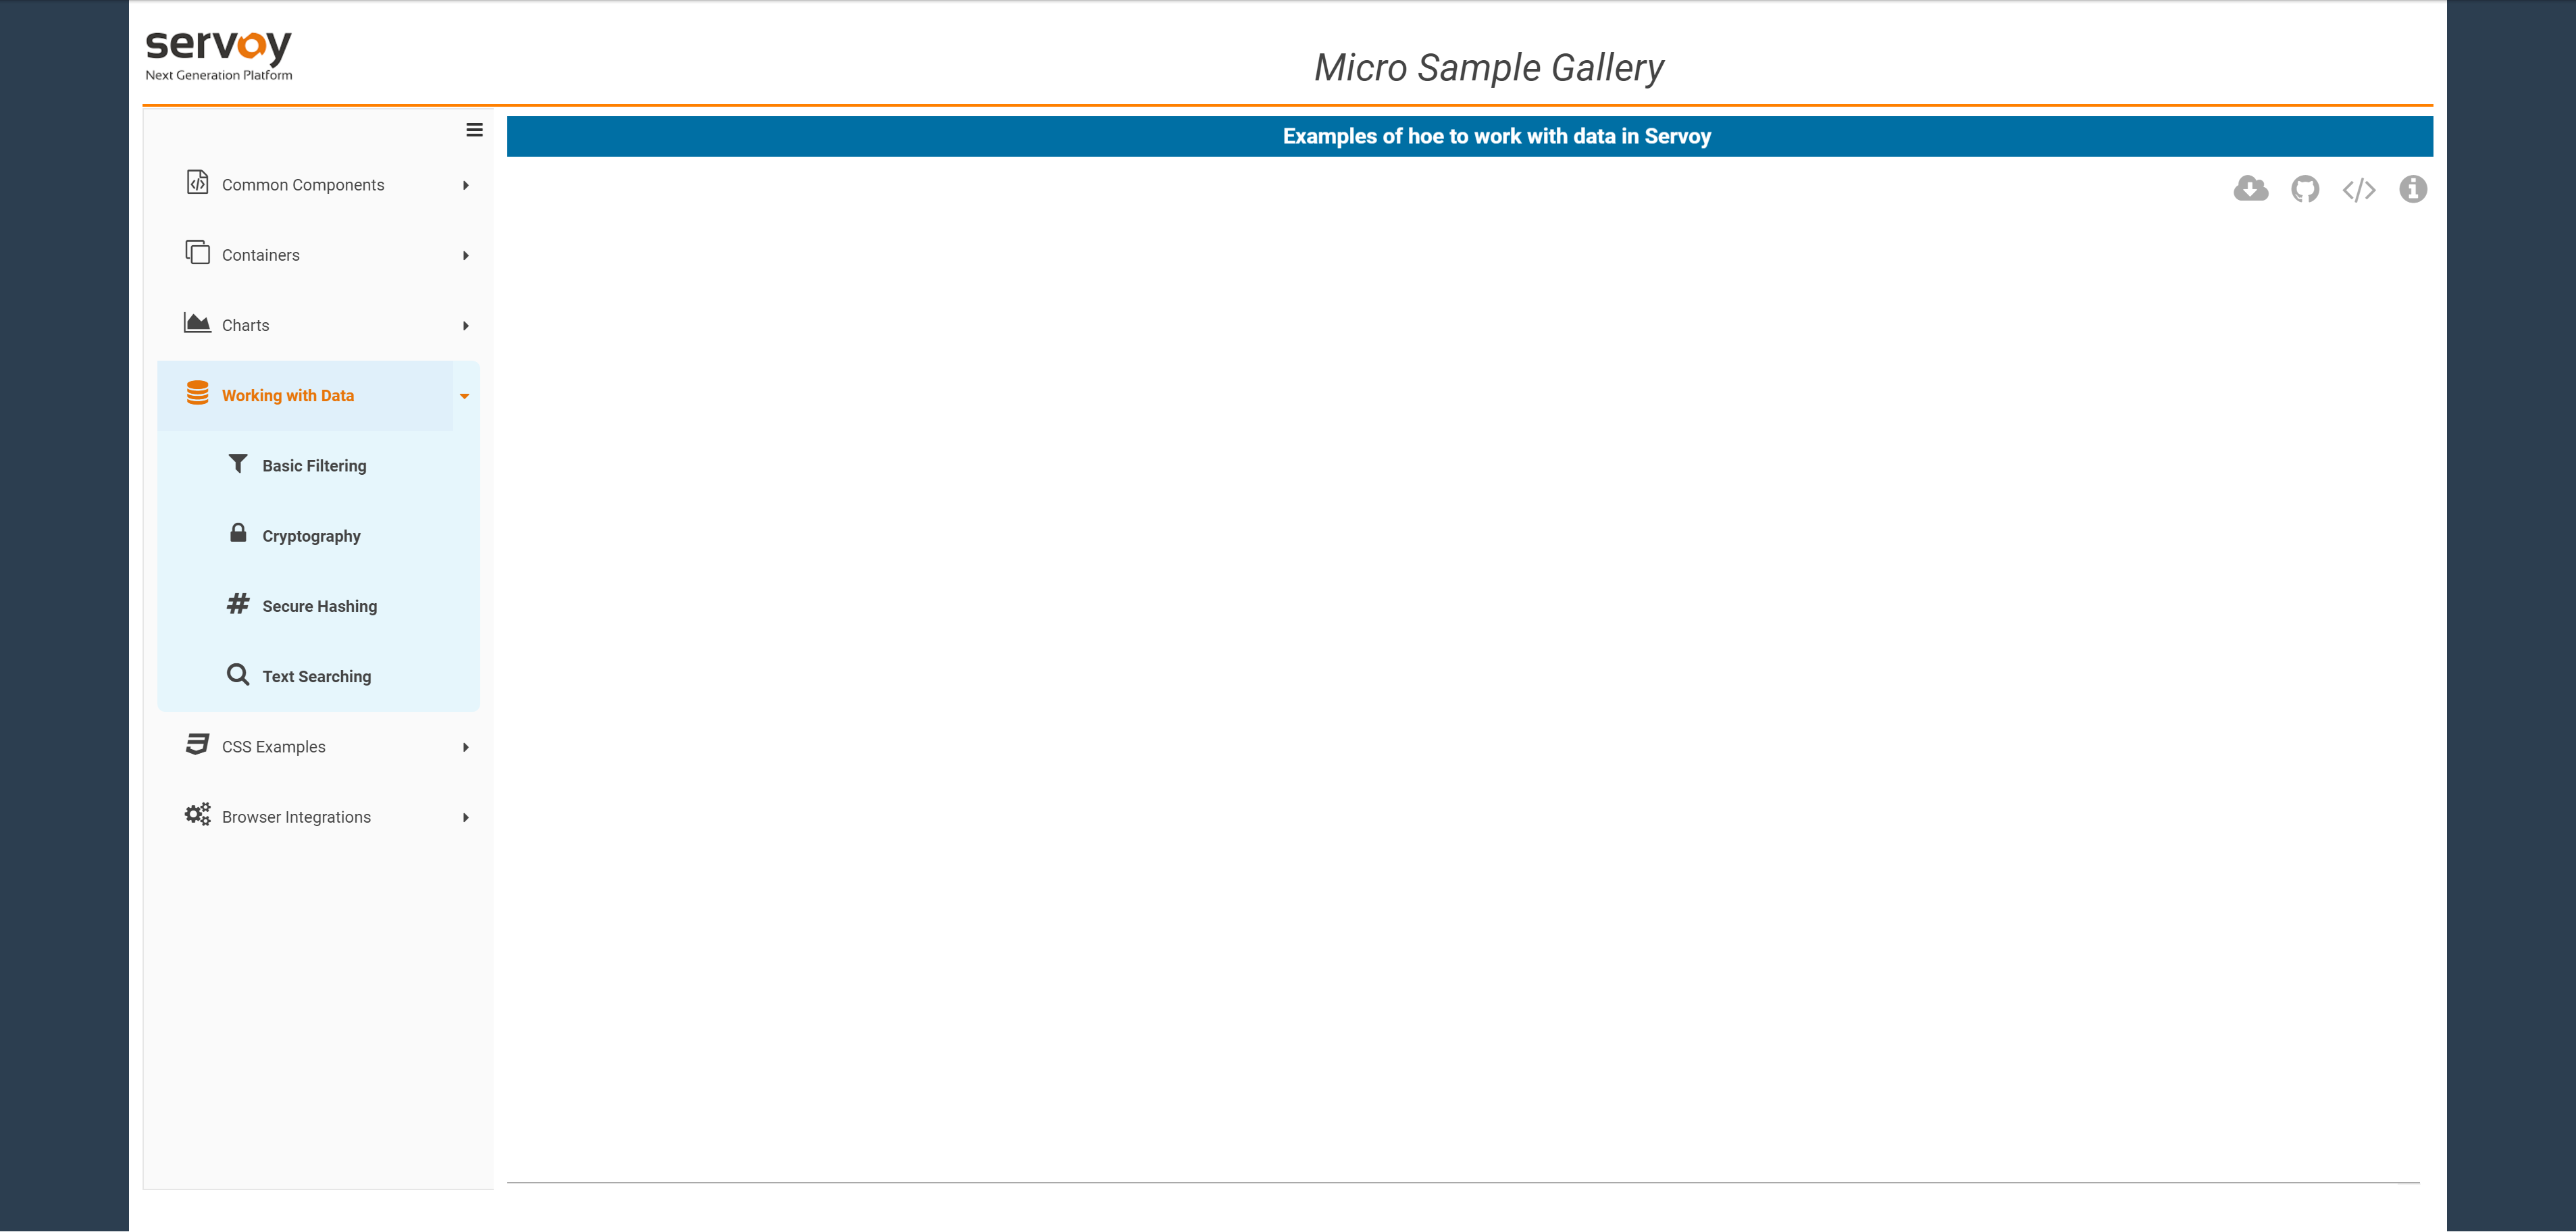 servoy
Next Generation Platform
Micro Sample Gallery
Examples of hoe to work with data in Servoy
Common Components
Containers
Charts
Working with Data
Basic Filtering
Cryptography
Secure Hashing
Text Searching
CSS Examples
Browser Integrations